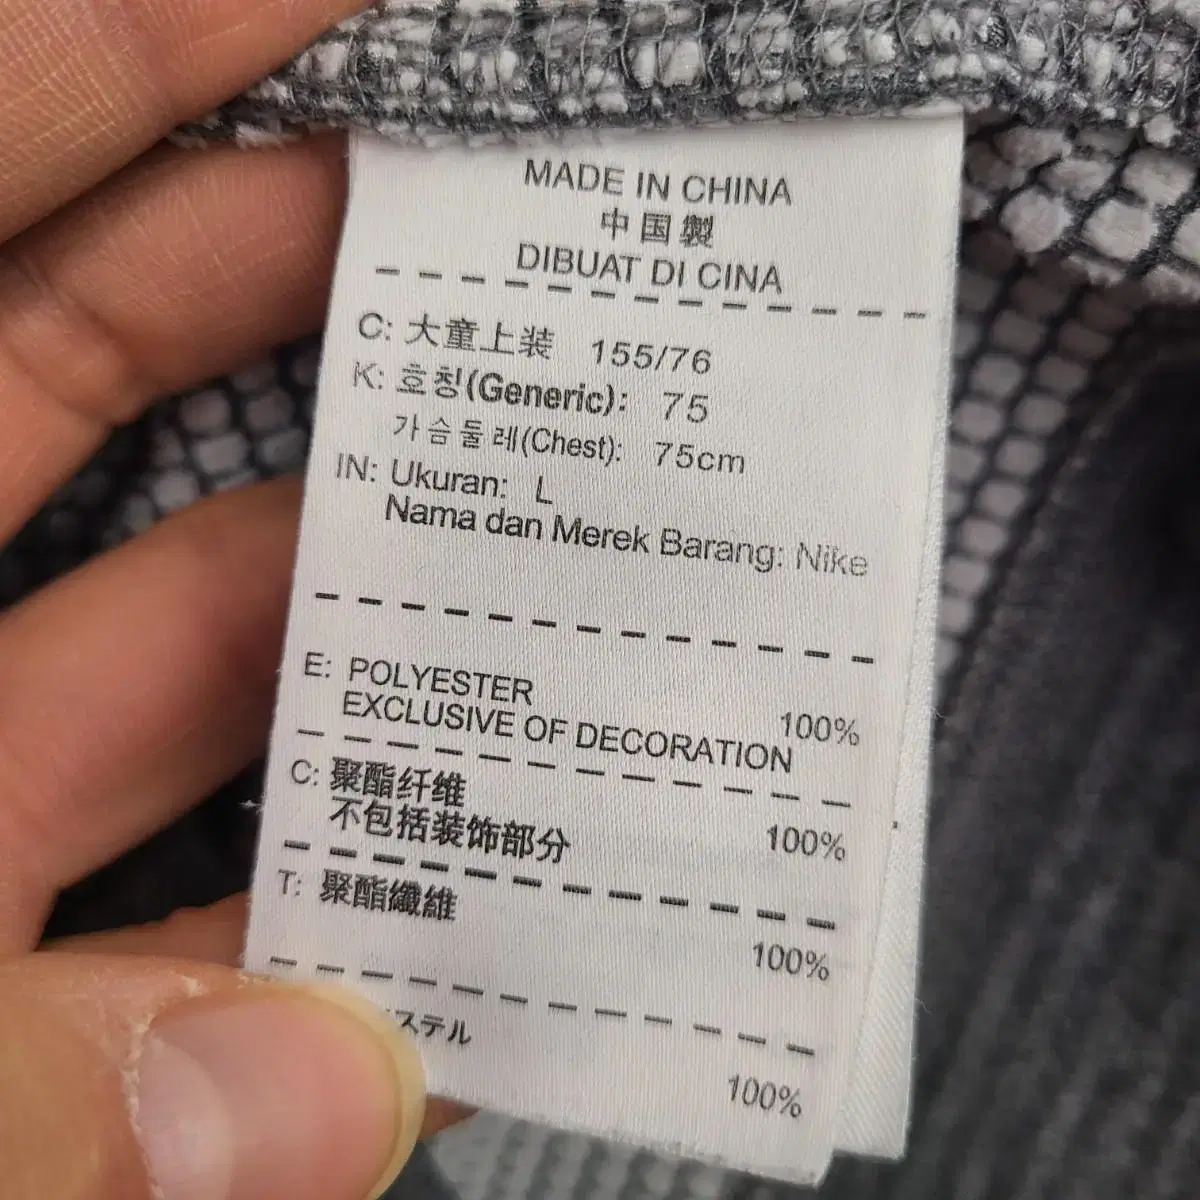 MADE IN CHINA
中国製
DIBUAT DI CINA
C: 大童上装 155/76
K: 호칭(Generic): 75
가슴둘레(Chest): 75cm
IN: Ukuran: L
Nama dan Merek Barang: Nike
E: POLYESTER 100%
EXCLUSIVE OF DECORATION
C: 聚酯纤维 100%
不包括装饰部分
T: 聚酯纖維 100%
ステル 100%